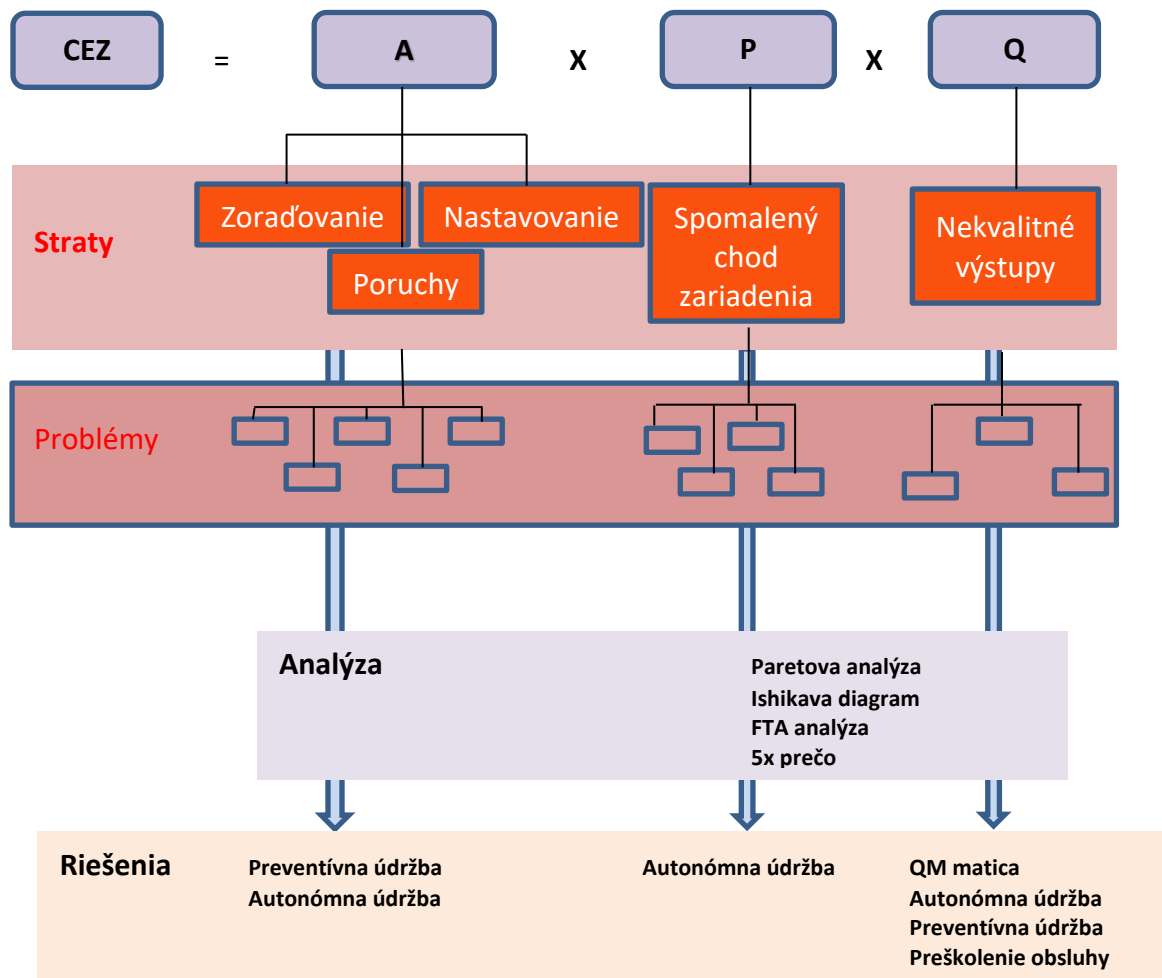 CEZ = A X P X Q
Straty
Zoraďovanie
Nastavovanie
Poruchy
Spomalený
chod
zariadenia
Nekvalitné
výstupy
Problémy
Analýza
Paretova analýza
Ishikava diagram
FTA analýza
5x prečo
Riešenia
Preventívna údržba
Autonómna údržba
Autonómna údržba
QM matica
Autonómna údržba
Preventívna údržba
Preškolenie obsluhy